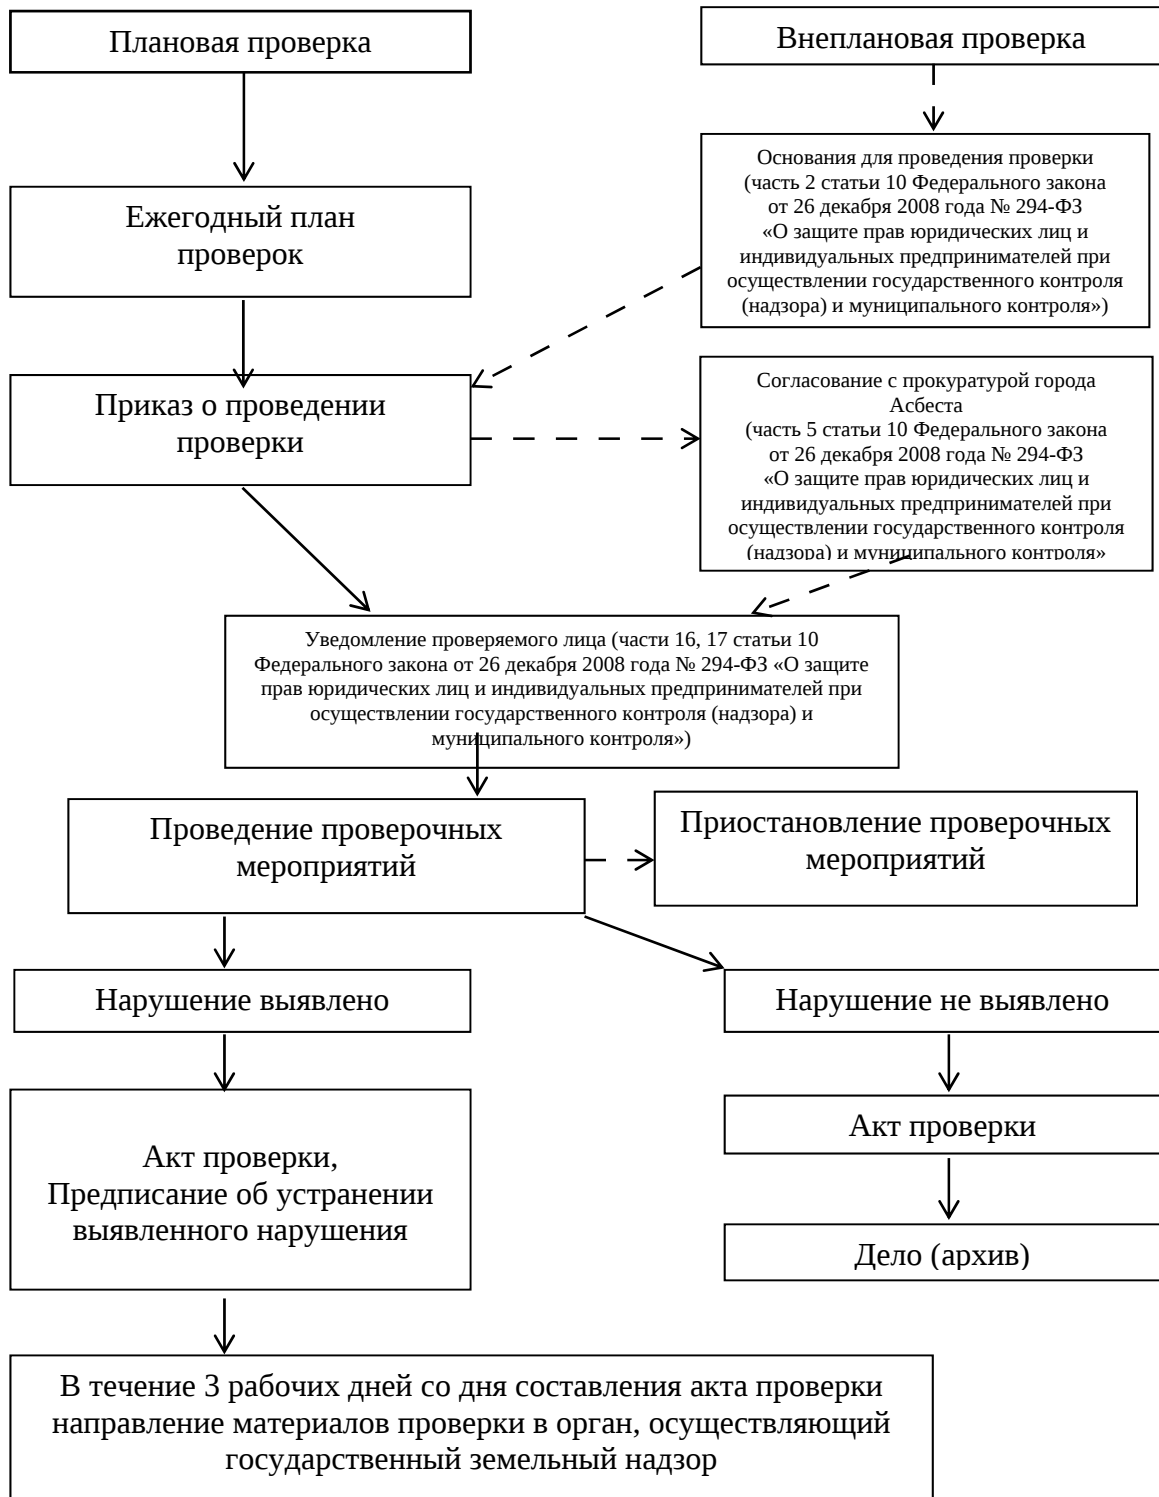 Плановая проверка
Внеплановая проверка
Основания для проведения проверки
(часть 2 статьи 10 Федерального закона
от 26 декабря 2008 года № 294-ФЗ
«О защите прав юридических лиц и
индивидуальных предпринимателей при
осуществлении государственного контроля
(надзора) и муниципального контроля»)
Ежегодный план
проверок
Приказ о проведении
проверки
Согласование с прокуратурой города
Асбеста
(часть 5 статьи 10 Федерального закона
от 26 декабря 2008 года № 294-ФЗ
«О защите прав юридических лиц и
индивидуальных предпринимателей при
осуществлении государственного контроля
(надзора) и муниципального контроля»
Уведомление проверяемого лица (части 16, 17 статьи 10
Федерального закона от 26 декабря 2008 года № 294-ФЗ «О защите
прав юридических лиц и индивидуальных предпринимателей при
осуществлении государственного контроля (надзора) и
муниципального контроля»)
Проведение проверочных
мероприятий
Приостановление проверочных
мероприятий
Нарушение выявлено
Нарушение не выявлено
Акт проверки,
Предписание об устранении
выявленного нарушения
Акт проверки
Дело (архив)
В течение 3 рабочих дней со дня составления акта проверки
направление материалов проверки в орган, осуществляющий
государственный земельный надзор